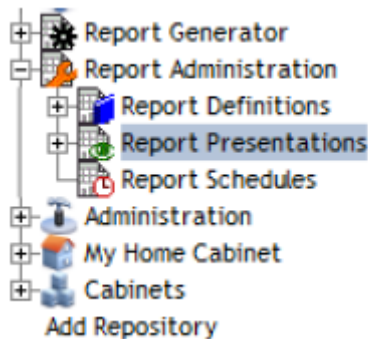 Report Generator
Report Administration
Report Definitions
Report Presentations
Report Schedules
Administration
My Home Cabinet
Cabinets
Add Repository